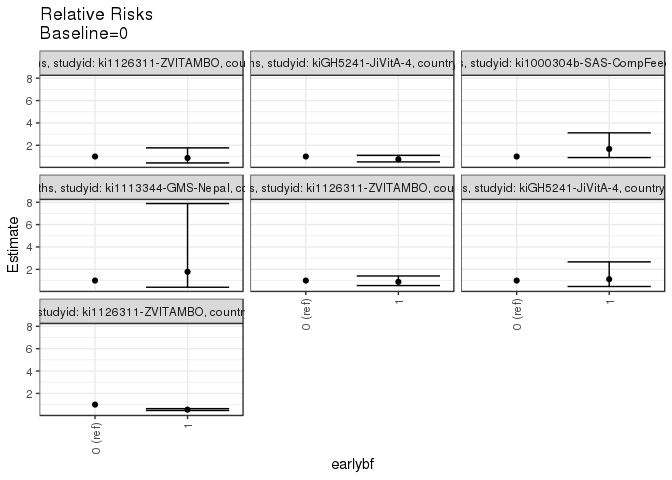 Relative Risks
Baseline=0
ns, studyid: ki1126311-ZVITAMBO, cou
ns, studyid: kiGH5241-JiVitA-4, country
s, studyid: ki1000304b-SAS-CompFee
8
6
4
2
ths, studyid: ki1113344-GMS-Nepal, co
s, studyid: ki1126311-ZVITAMBO, cou
s, studyid: kiGH5241-JiVitA-4, country
8
6
4
2
Estimate
0 (ref)
1
0 (ref)
1
studyid: ki1126311-ZVITAMBO, countr
8
6
4
2
0 (ref)
1
earlybf